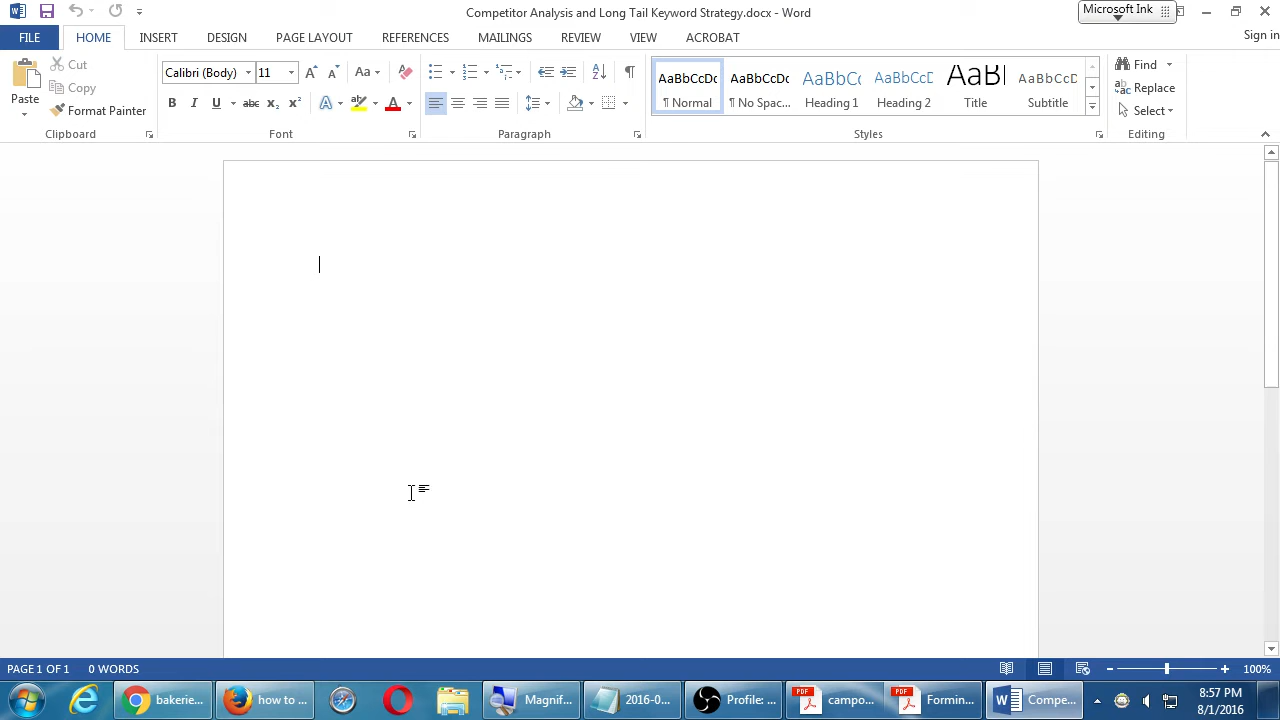 Competitor Analysis and Long Tail Keyword Strategy.docx - Word
Microsoft Ink
FILE HOME INSERT DESIGN PAGE LAYOUT REFERENCES MAILINGS REVIEW VIEW ACROBAT
Sign in
Paste
Cut
Copy
Format Painter
Clipboard
Calibri (Body) 11
Font
Paragraph
AaBbCcDc AaBbCcDc AaBbCc AaBbCcD AaB AaBbCcD
¶ Normal ¶ No Spac... Heading 1 Heading 2 Title Subtitle
Styles
Find
Replace
Select
Editing
PAGE 1 OF 1 0 WORDS
100%
bakerie... how to ... Magnif... 2016-0... Profile: ... campo... Formin... Compe...
8:57 PM
8/1/2016